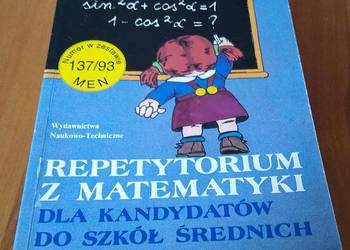 sin²α + cos²α = 1
1 - cos²α = ?
Numer w zestawie
137/93
MEN
Wydawnictwa
Naukowo-Techniczne
REPETYTORIUM
Z MATEMATYKI
DLA KANDYDATÓW
DO SZKÓŁ ŚREDNICH